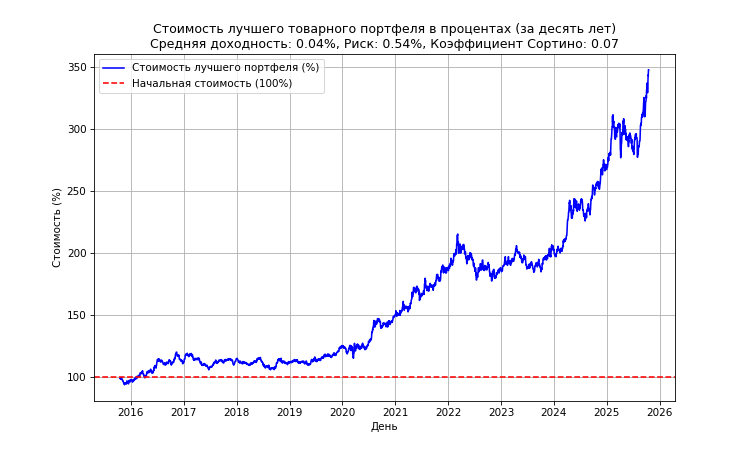 Стоимость лучшего товарного портфеля в процентах (за десять лет)
Средняя доходность: 0.04%, Риск: 0.54%, Коэффициент Сортино: 0.07
Стоимость лучшего портфеля (%)
Начальная стоимость (100%)
Стоимость (%)
350
300
250
200
150
100
2016 2017 2018 2019 2020 2021 2022 2023 2024 2025 2026
День